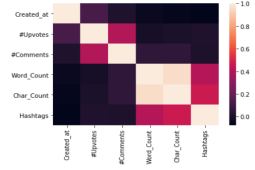 Created_at
#Upvotes
#Comments
Word_Count
Char_Count
Hashtags
Created_at
#Upvotes
#Comments
Word_Count
Char_Count
Hashtags
1.0
0.8
0.6
0.4
0.2
0.0